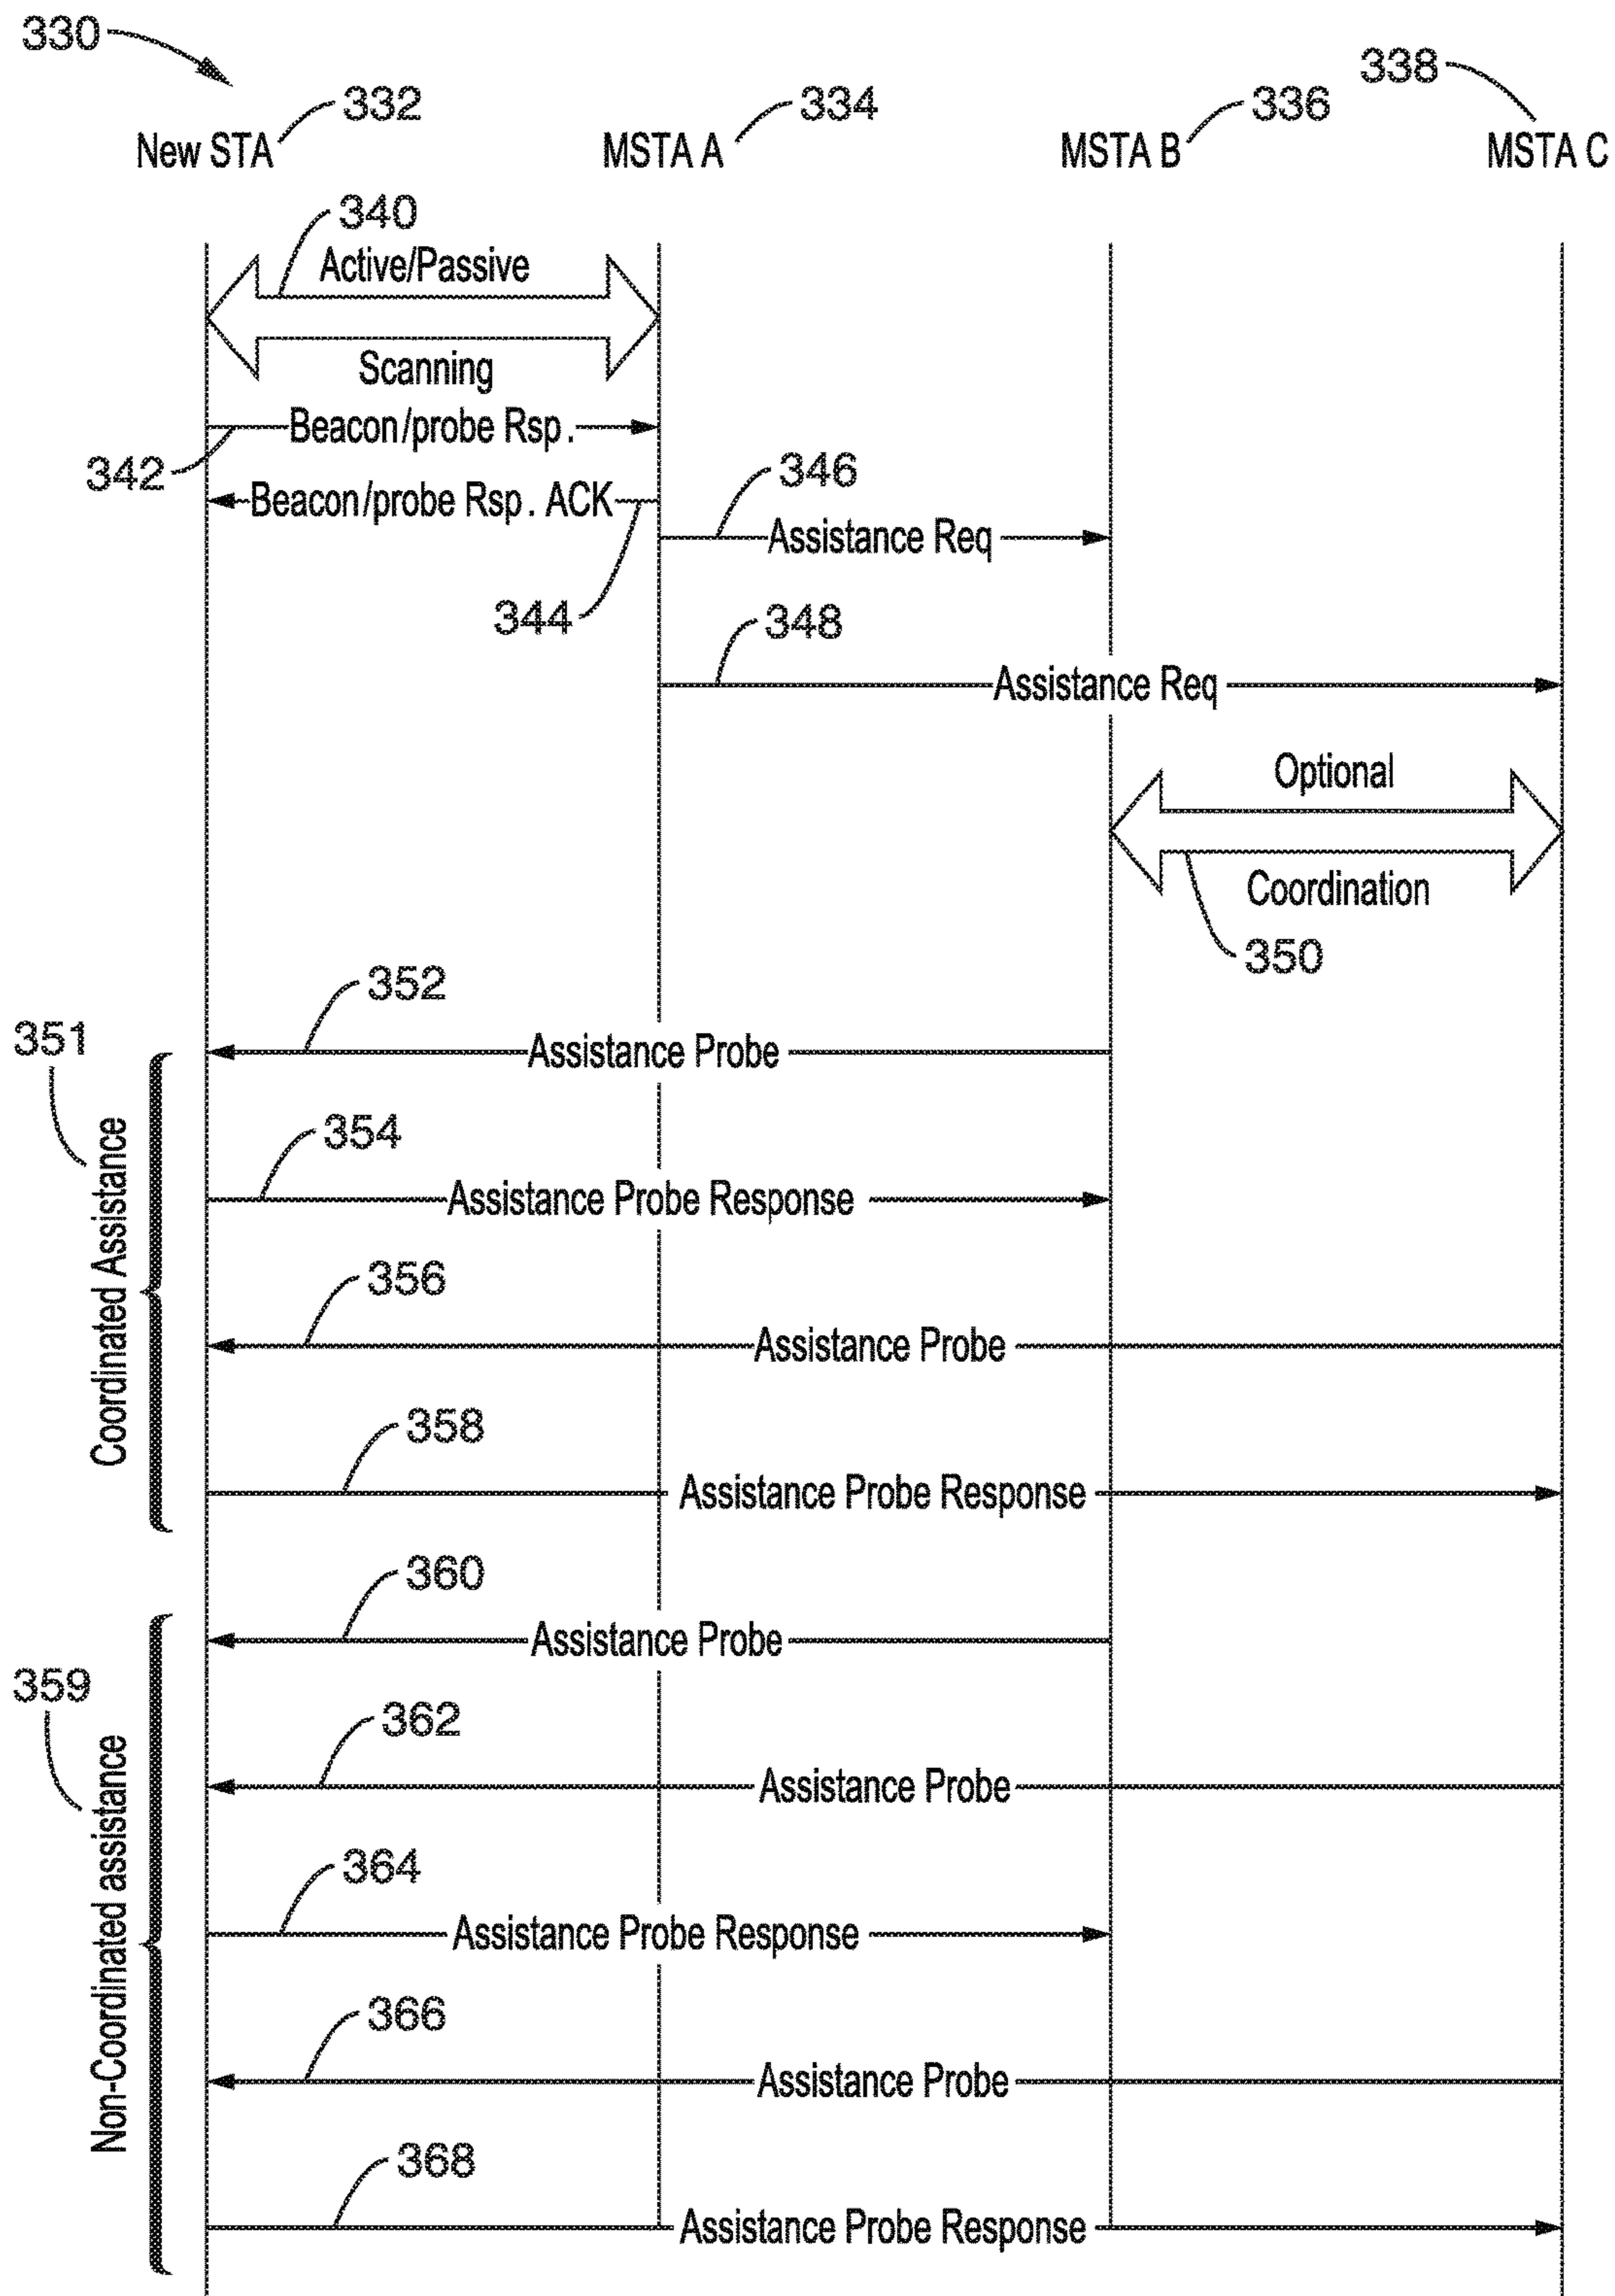 330
332
334
336
338
New STA
MSTA A
MSTA B
MSTA C
340
Active/Passive
Scanning
Beacon/probe Rsp.
342
346
Beacon/probe Rsp. ACK
Assistance Req
344
348
Assistance Req
Optional
Coordination
350
352
351
Assistance Probe
Coordinated Assistance
354
Assistance Probe Response
356
Assistance Probe
358
Assistance Probe Response
360
Assistance Probe
359
Non-Coordinated assistance
362
Assistance Probe
364
Assistance Probe Response
366
Assistance Probe
368
Assistance Probe Response